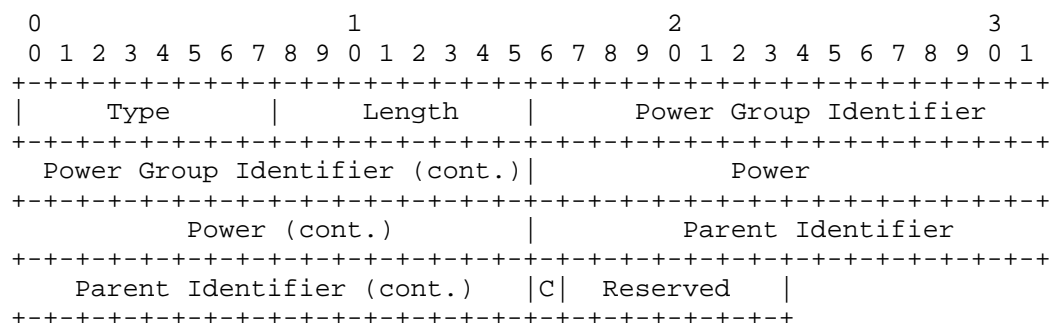 0                   1                   2                   3
 0 1 2 3 4 5 6 7 8 9 0 1 2 3 4 5 6 7 8 9 0 1 2 3 4 5 6 7 8 9 0 1
+-+-+-+-+-+-+-+-+-+-+-+-+-+-+-+-+-+-+-+-+-+-+-+-+-+-+-+-+-+-+-+-+
|     Type      |     Length    |      Power Group Identifier
+-+-+-+-+-+-+-+-+-+-+-+-+-+-+-+-+-+-+-+-+-+-+-+-+-+-+-+-+-+-+-+-+
  Power Group Identifier (cont.)|            Power
+-+-+-+-+-+-+-+-+-+-+-+-+-+-+-+-+-+-+-+-+-+-+-+-+-+-+-+-+-+-+-+-+
           Power (cont.)        |         Parent Identifier
+-+-+-+-+-+-+-+-+-+-+-+-+-+-+-+-+-+-+-+-+-+-+-+-+-+-+-+-+-+-+-+-+
    Parent Identifier (cont.)   |C|  Reserved   |
+-+-+-+-+-+-+-+-+-+-+-+-+-+-+-+-+-+-+-+-+-+-+-+-+